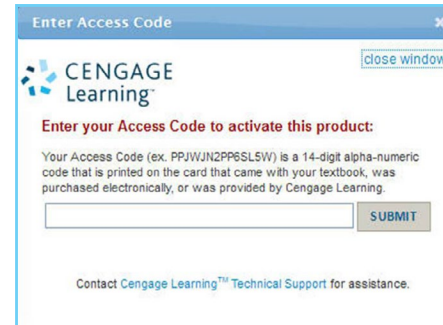 Enter Access Code
close window
CENGAGE
Learning™
Enter your Access Code to activate this product:
Your Access Code (ex. PPJWJN2PP6SL5W) is a 14-digit alpha-numeric
code that is printed on the card that came with your textbook, was
purchased electronically, or was provided by Cengage Learning.
SUBMIT
Contact Cengage Learning™ Technical Support for assistance.